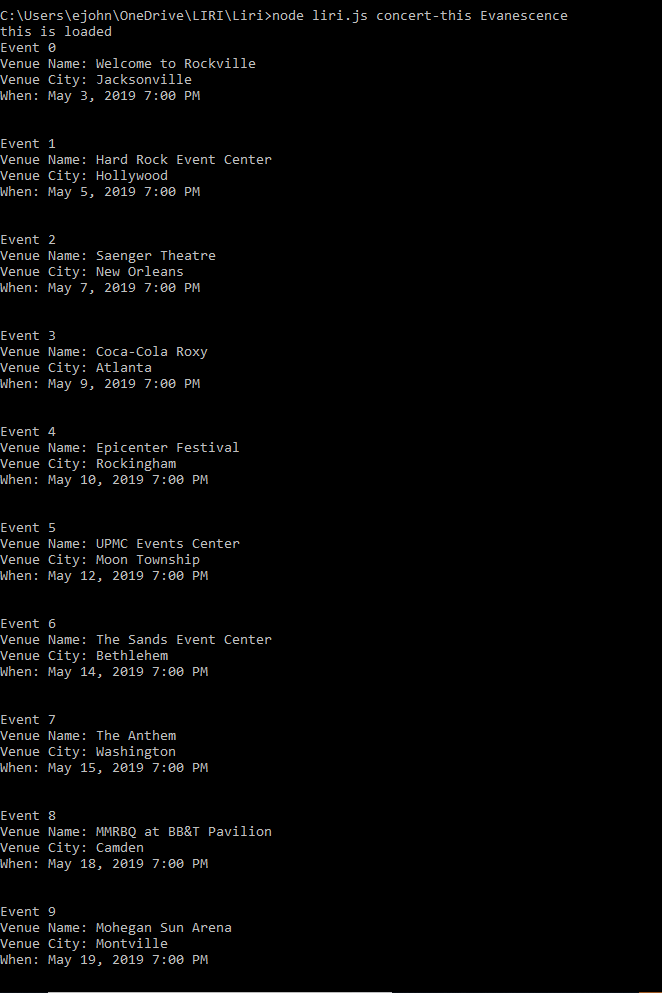 C:\Users\ejohn\OneDrive\LIRI\Liri>node liri.js concert-this Evanescence
this is loaded
Event 0
Venue Name: Welcome to Rockville
Venue City: Jacksonville
When: May 3, 2019 7:00 PM
Event 1
Venue Name: Hard Rock Event Center
Venue City: Hollywood
When: May 5, 2019 7:00 PM
Event 2
Venue Name: Saenger Theatre
Venue City: New Orleans
When: May 7, 2019 7:00 PM
Event 3
Venue Name: Coca-Cola Roxy
Venue City: Atlanta
When: May 9, 2019 7:00 PM
Event 4
Venue Name: Epicenter Festival
Venue City: Rockingham
When: May 10, 2019 7:00 PM
Event 5
Venue Name: UPMC Events Center
Venue City: Moon Township
When: May 12, 2019 7:00 PM
Event 6
Venue Name: The Sands Event Center
Venue City: Bethlehem
When: May 14, 2019 7:00 PM
Event 7
Venue Name: The Anthem
Venue City: Washington
When: May 15, 2019 7:00 PM
Event 8
Venue Name: MMRBQ at BB&T Pavilion
Venue City: Camden
When: May 18, 2019 7:00 PM
Event 9
Venue Name: Mohegan Sun Arena
Venue City: Montville
When: May 19, 2019 7:00 PM